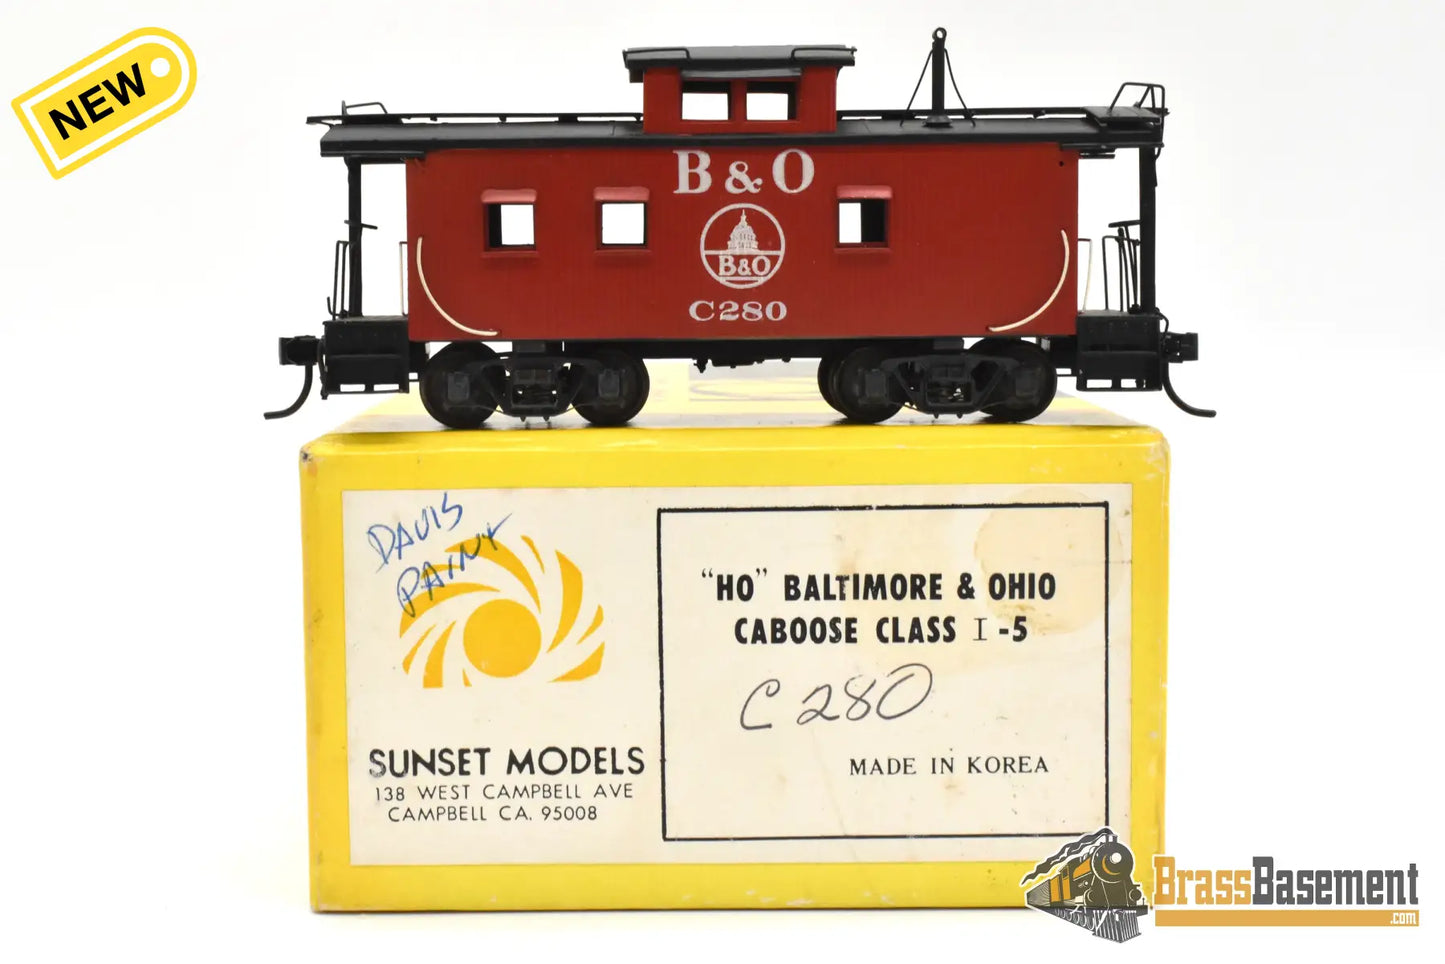 NEW
B & O
B&O
C280
DAVIS
PAINT
"HO" BALTIMORE & OHIO
CABOOSE CLASS I-5
C280
MADE IN KOREA
SUNSET MODELS
138 WEST CAMPBELL AVE
CAMPBELL CA. 95008
BrassBasement
.com